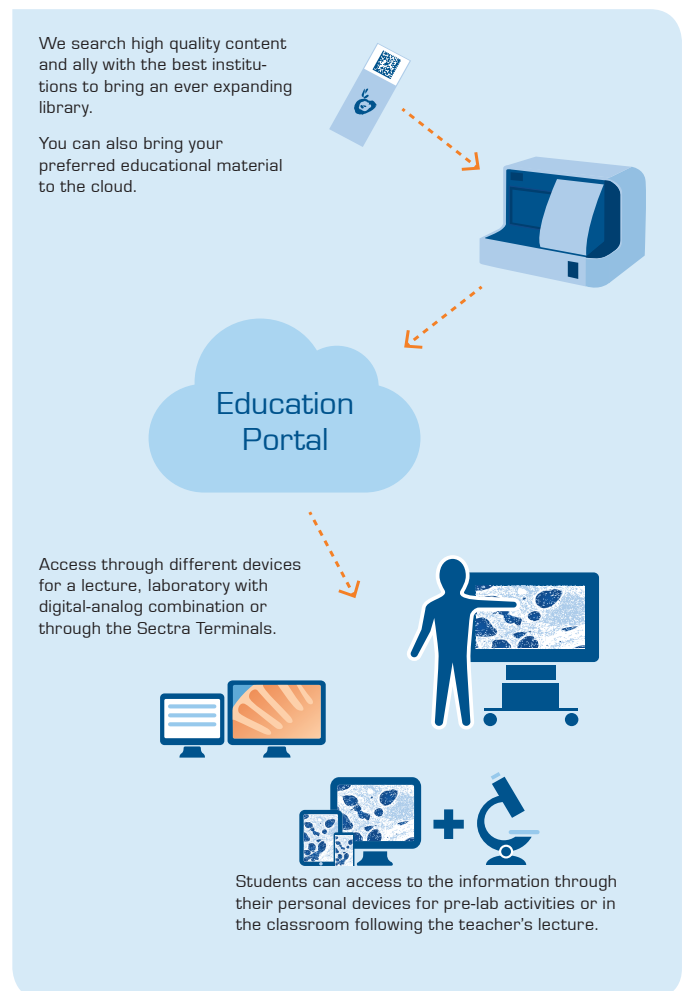 We search high quality content
and ally with the best institu-
tions to bring an ever expanding
library.
You can also bring your
preferred educational material
to the cloud.
Education
Portal
Access through different devices
for a lecture, laboratory with
digital-analog combination or
through the Sectra Terminals.
Students can access to the information through
their personal devices for pre-lab activities or in
the classroom following the teacher's lecture.